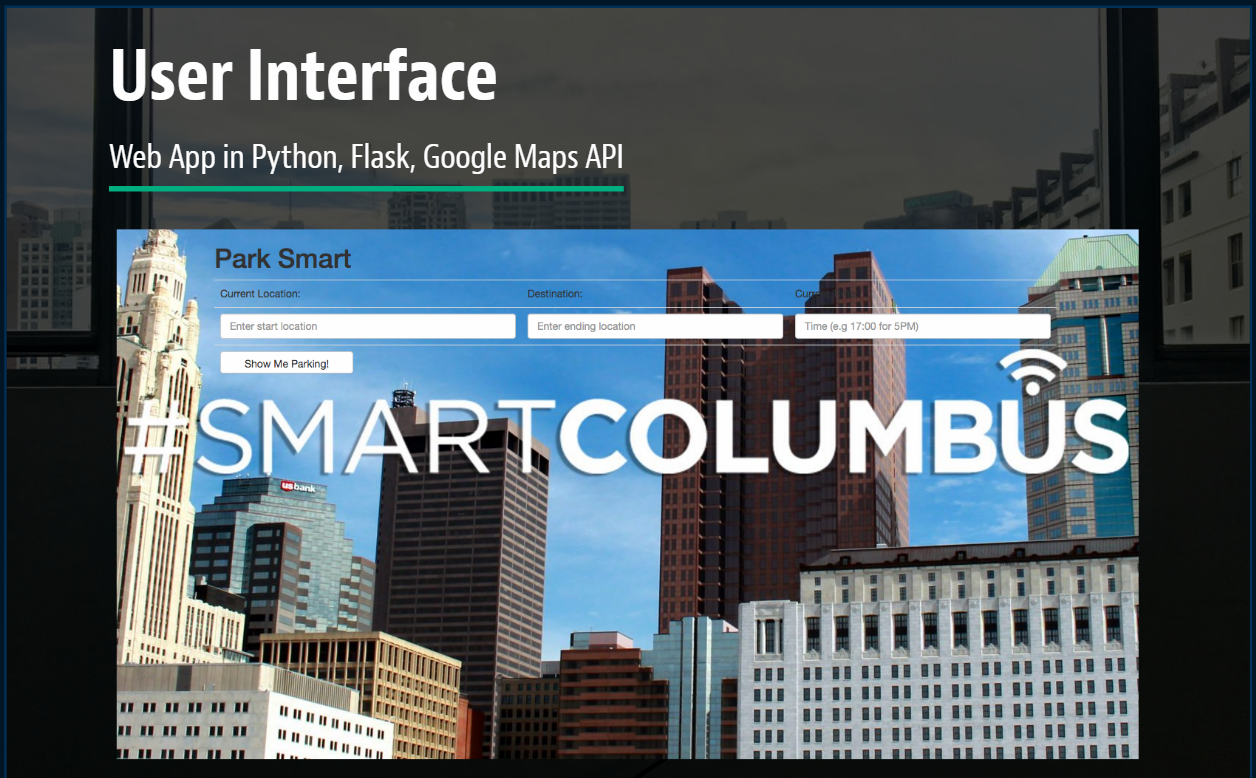 User Interface
Web App in Python, Flask, Google Maps API
Park Smart
Current Location: Destination:
Enter start location Enter ending location Time (e.g 17:00 for 5PM)
Show Me Parking!
#SMARTCOLUMBUS
usbank